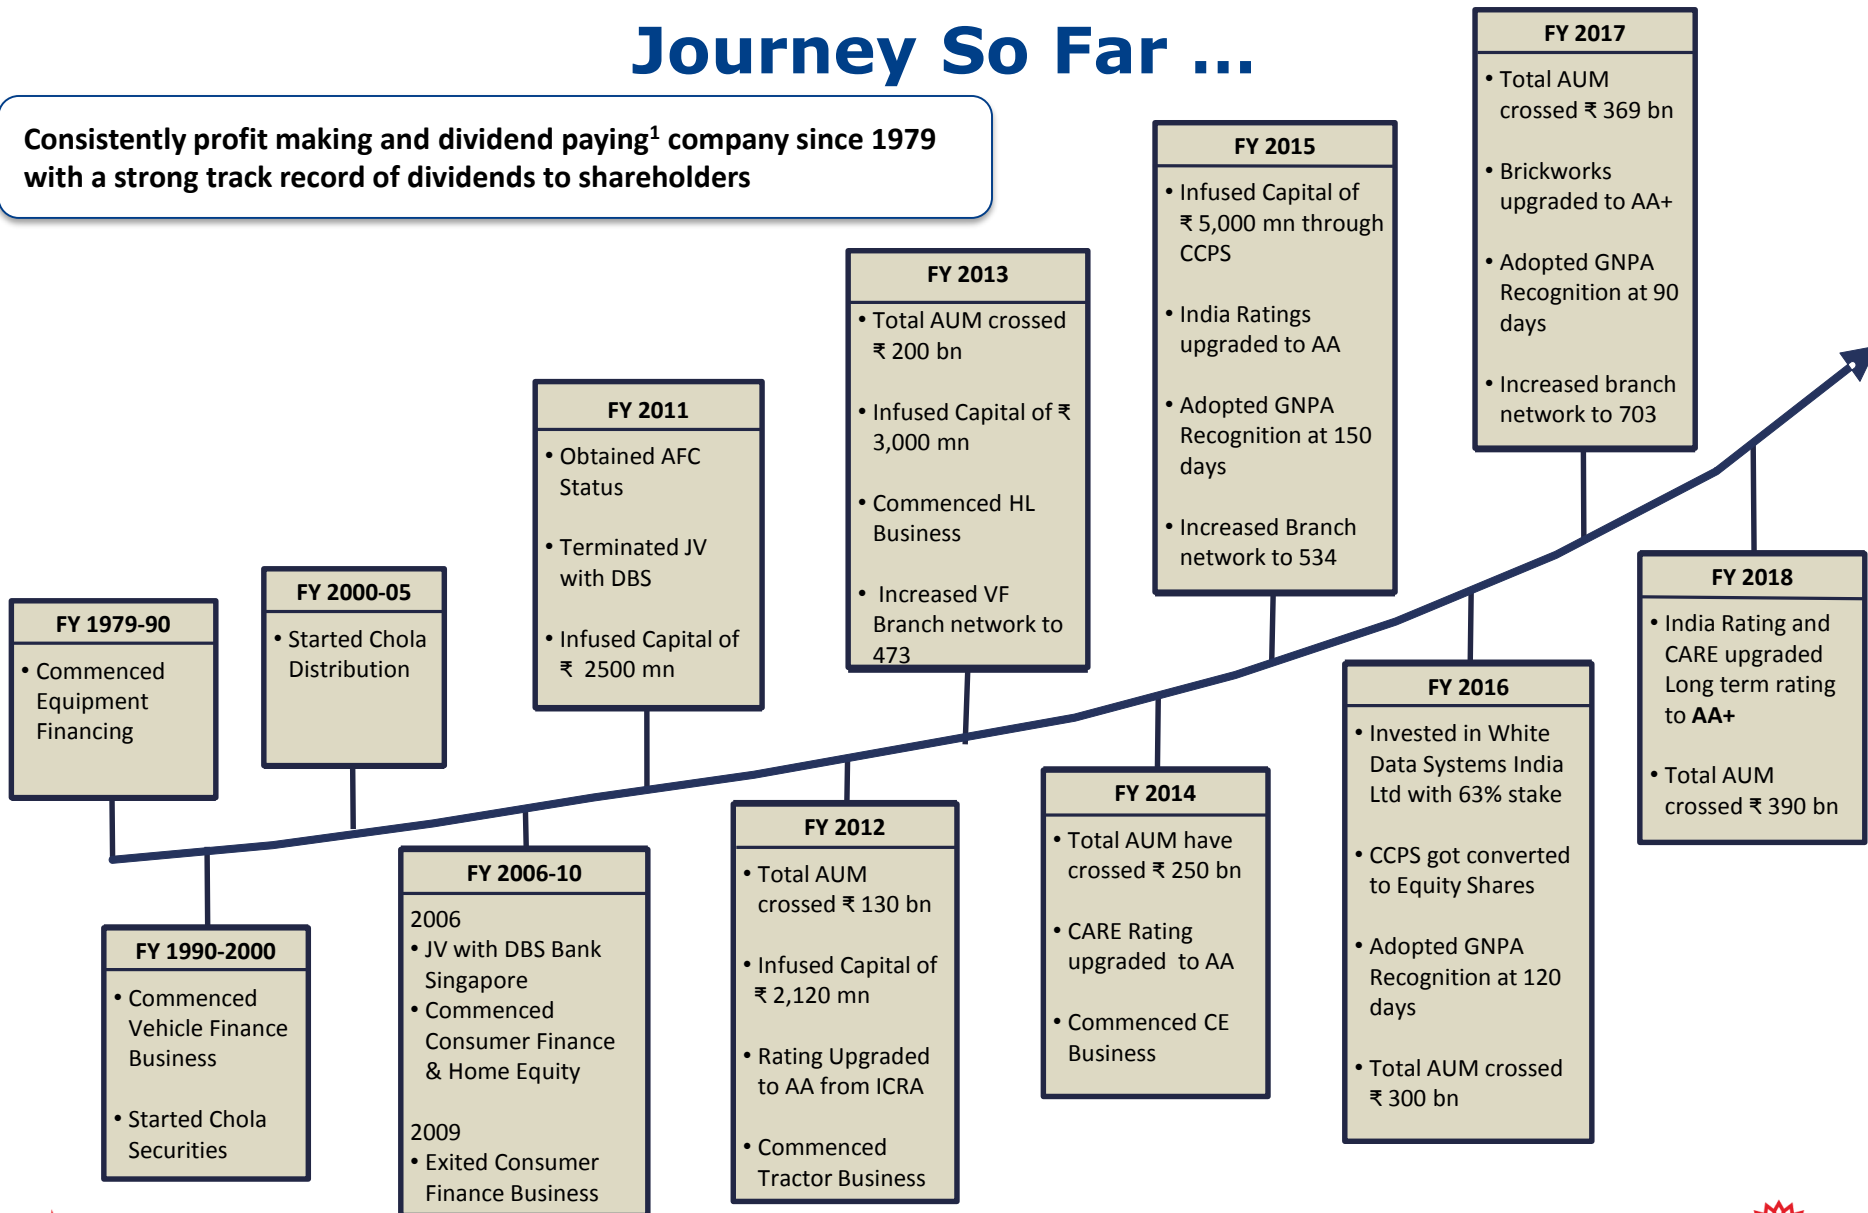 Journey So Far ...
Consistently profit making and dividend paying¹ company since 1979
with a strong track record of dividends to shareholders
FY 1979-90
• Commenced
Equipment
Financing
FY 1990-2000
• Commenced
Vehicle Finance
Business
• Started Chola
Securities
FY 2000-05
• Started Chola
Distribution
FY 2006-10
2006
• JV with DBS Bank
Singapore
• Commenced
Consumer Finance
& Home Equity
2009
• Exited Consumer
Finance Business
FY 2011
• Obtained AFC
Status
• Terminated JV
with DBS
• Infused Capital of
₹ 2500 mn
FY 2012
• Total AUM
crossed ₹ 130 bn
• Infused Capital of
₹ 2,120 mn
• Rating Upgraded
to AA from ICRA
• Commenced
Tractor Business
FY 2013
• Total AUM crossed
₹ 200 bn
• Infused Capital of ₹
3,000 mn
• Commenced HL
Business
• Increased VF
Branch network to
473
FY 2014
• Total AUM have
crossed ₹ 250 bn
• CARE Rating
upgraded to AA
• Commenced CE
Business
FY 2015
• Infused Capital of
₹ 5,000 mn through
CCPS
• India Ratings
upgraded to AA
• Adopted GNPA
Recognition at 150
days
• Increased Branch
network to 534
FY 2016
• Invested in White
Data Systems India
Ltd with 63% stake
• CCPS got converted
to Equity Shares
• Adopted GNPA
Recognition at 120
days
• Total AUM crossed
₹ 300 bn
FY 2017
• Total AUM
crossed ₹ 369 bn
• Brickworks
upgraded to AA+
• Adopted GNPA
Recognition at 90
days
• Increased branch
network to 703
FY 2018
• India Rating and
CARE upgraded
Long term rating
to AA+
• Total AUM
crossed ₹ 390 bn